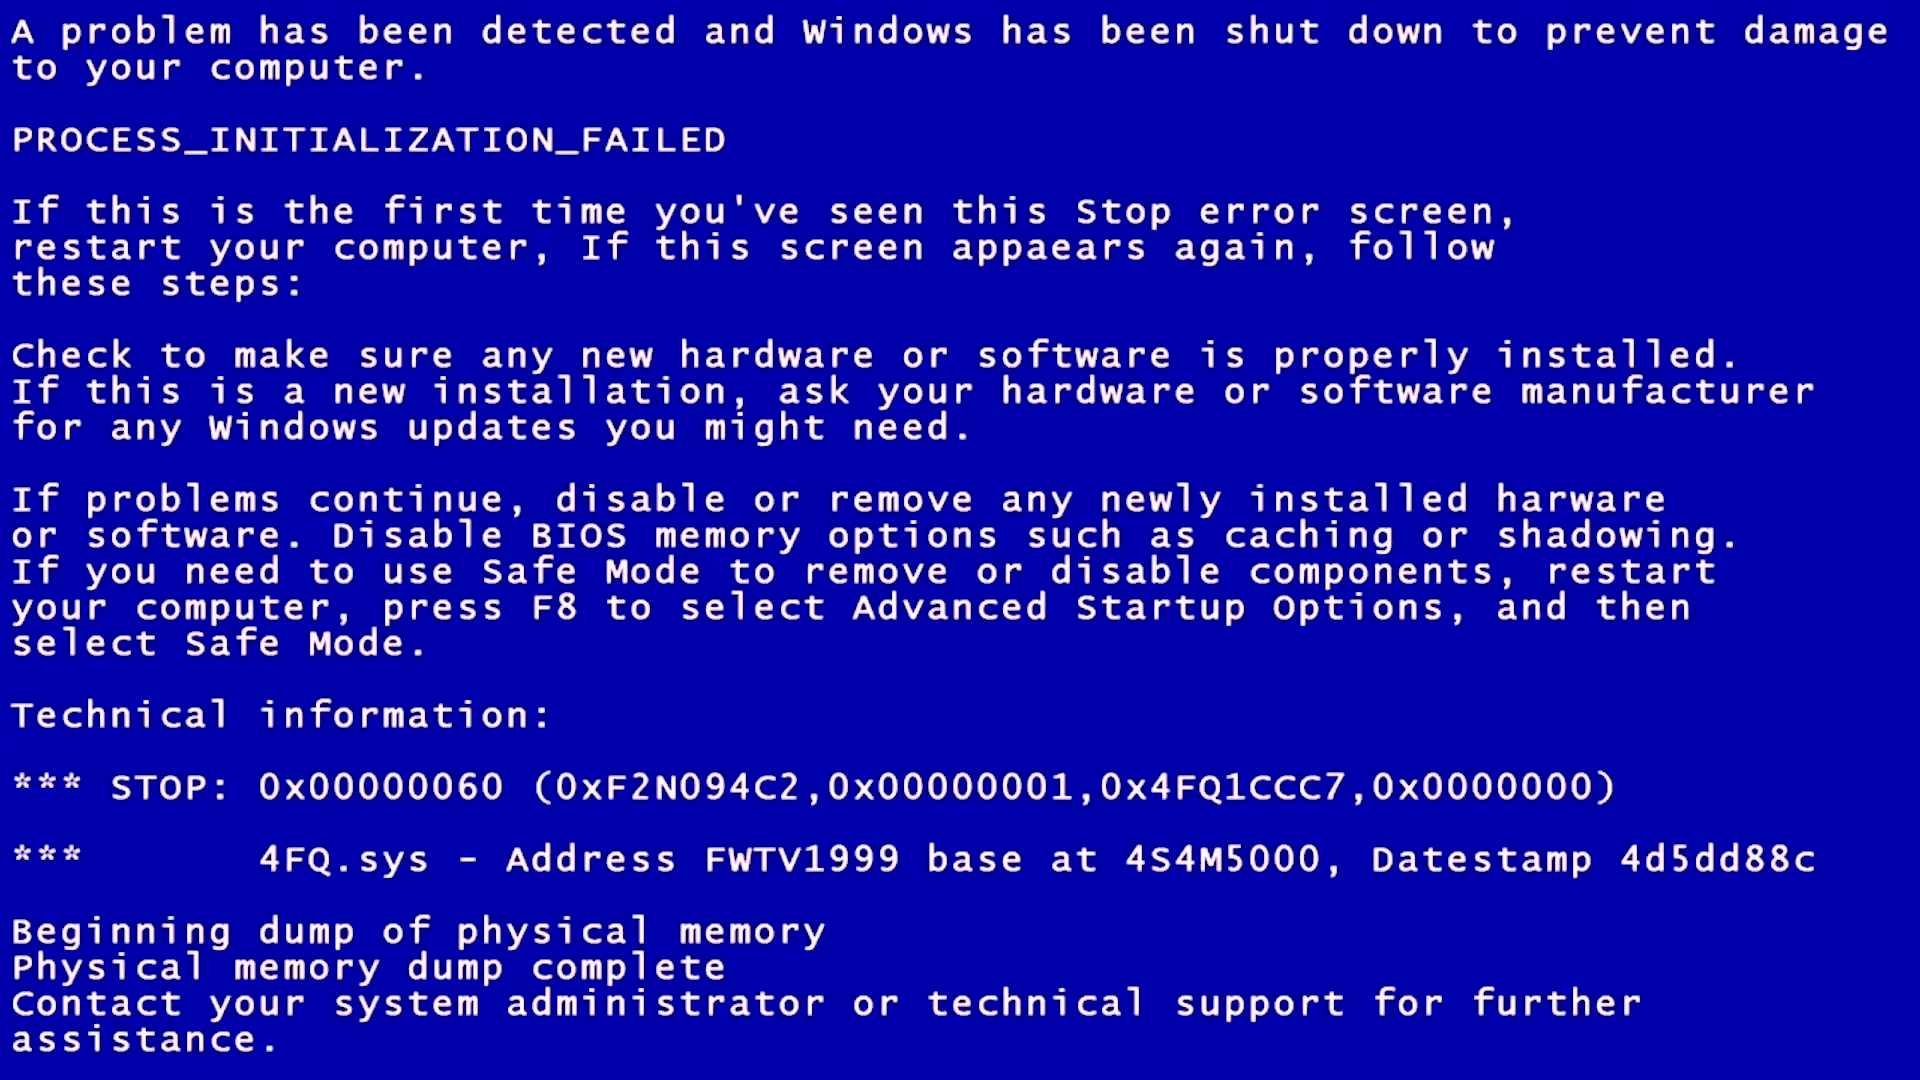 A problem has been detected and Windows has been shut down to prevent damage
to your computer.
PROCESS_INITIALIZATION_FAILED
If this is the first time you've seen this Stop error screen,
restart your computer, If this screen appaears again, follow
these steps:
Check to make sure any new hardware or software is properly installed.
If this is a new installation, ask your hardware or software manufacturer
for any Windows updates you might need.
If problems continue, disable or remove any newly installed harware
or software. Disable BIOS memory options such as caching or shadowing.
If you need to use Safe Mode to remove or disable components, restart
your computer, press F8 to select Advanced Startup Options, and then
select Safe Mode.
Technical information:
*** STOP: 0x00000060 (0xF2N094C2,0x00000001,0x4FQ1CCC7,0x0000000)
*** 4FQ.sys - Address FWTV1999 base at 4S4M5000, Datestamp 4d5dd88c
Beginning dump of physical memory
Physical memory dump complete
Contact your system administrator or technical support for further
assistance.